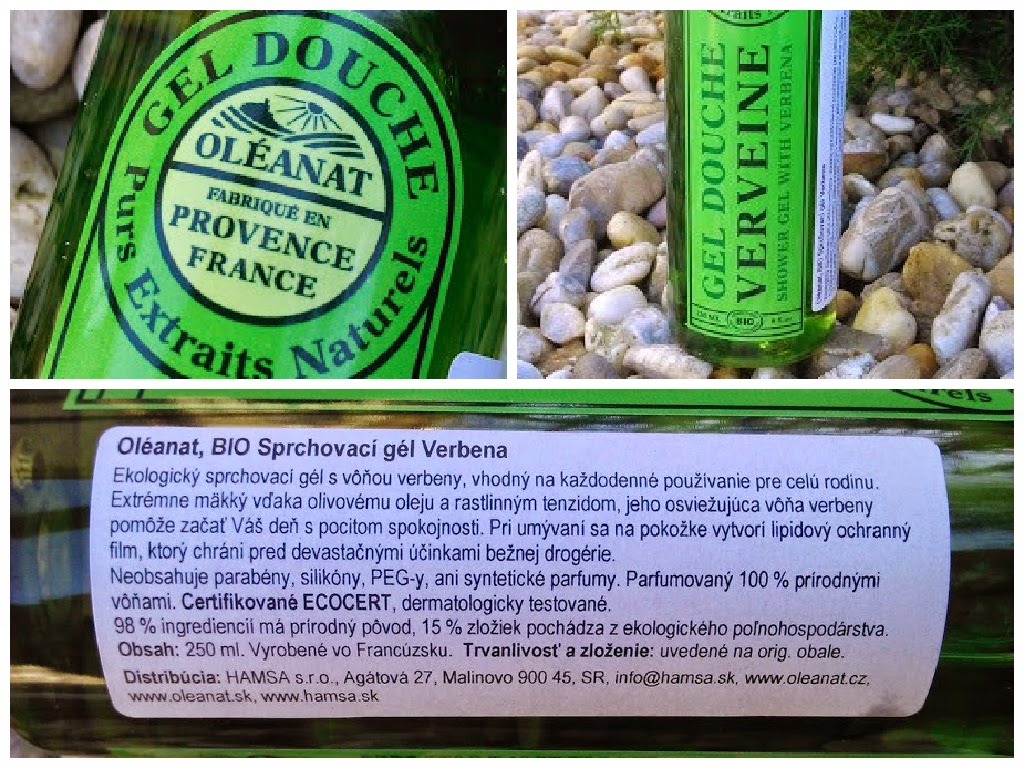 GEL DOUCHE
OLÉANAT
FABRIQUÉ EN
PROVENCE
FRANCE
Purs Extraits Naturels
GEL DOUCHE
VERVEINE
SHOWER GEL WITH VERBENA
BIO
Oléanat, BIO Sprchovací gél Verbena
Oléanat, BIO Sprchovací gél Verbena
Ekologický sprchovací gél s vôňou verbeny, vhodný na každodenné používanie pre celú rodinu.
Extrémne mäkký vďaka olivovému oleju a rastlinným tenzidom, jeho osviežujúca vôňa verbeny
pomôže začať Váš deň s pocitom spokojnosti. Pri umývaní sa na pokožke vytvorí lipidový ochranný
film, ktorý chráni pred devastačnými účinkami bežnej drogérie.
Neobsahuje parabény, silikóny, PEG-y, ani syntetické parfumy. Parfumovaný 100 % prírodnými
vôňami. Certifikované ECOCERT, dermatologicky testované.
98 % ingrediencií má prírodný pôvod, 15 % zložiek pochádza z ekologického poľnohospodárstva.
Obsah: 250 ml. Vyrobené vo Francúzsku. Trvanlivosť a zloženie: uvedené na orig. obale.
Distribúcia: HAMSA s.r.o., Agátová 27, Malinovo 900 45, SR, info@hamsa.sk, www.oleanat.cz,
www.oleanat.sk, www.hamsa.sk